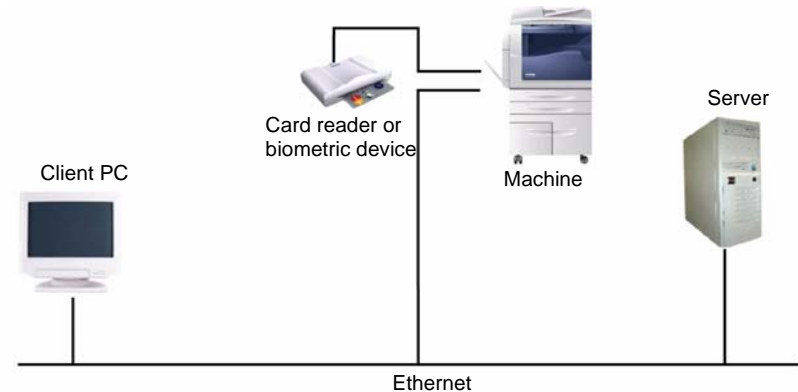 Server
Card reader or
biometric device
Machine
Client PC
Ethernet